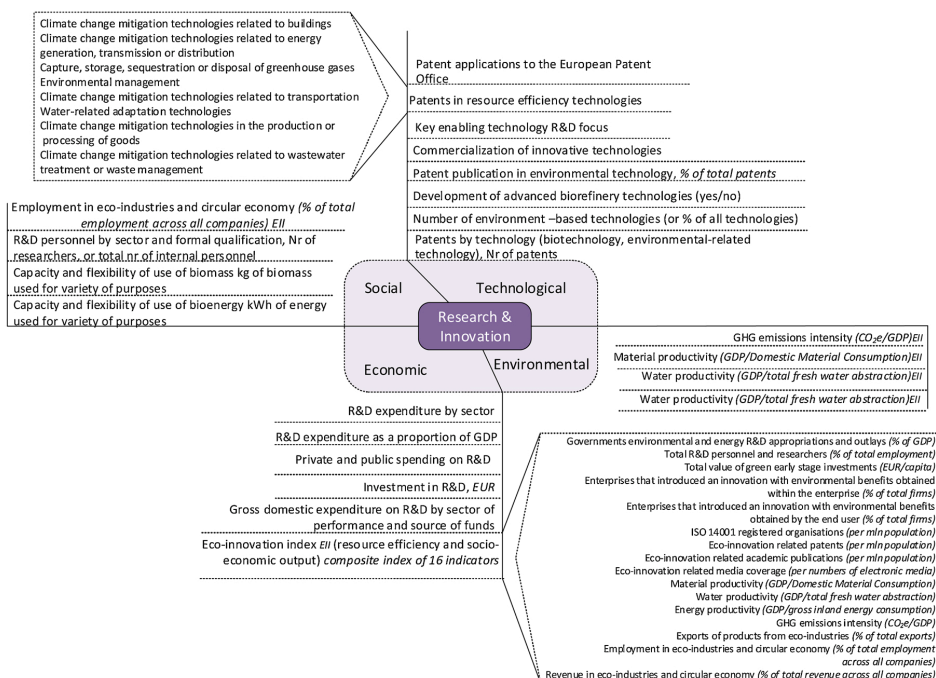 Climate change mitigation technologies related to buildings
Climate change mitigation technologies related to energy
generation, transmission or distribution
Capture, storage, sequestration or disposal of greenhouse gases
Environmental management
Climate change mitigation technologies related to transportation
Water-related adaptation technologies
Climate change mitigation technologies in the production or
processing of goods
Climate change mitigation technologies related to wastewater
treatment or waste management
Patent applications to the European Patent
Office
Patents in resource efficiency technologies
Key enabling technology R&D focus
Commercialization of innovative technologies
Patent publication in environmental technology, % of total patents
Development of advanced biorefinery technologies (yes/no)
Number of environment –based technologies (or % of all technologies)
Patents by technology (biotechnology, environmental-related
technology), Nr of patents
Employment in eco-industries and circular economy (% of total
employment across all companies) EII
R&D personnel by sector and formal qualification, Nr of
researchers, or total nr of internal personnel
Capacity and flexibility of use of biomass kg of biomass
used for variety of purposes
Capacity and flexibility of use of bioenergy kWh of energy
used for variety of purposes
Social
Technological
Research &
Innovation
Economic
Environmental
GHG emissions intensity (CO₂e/GDP)EII
Material productivity (GDP/Domestic Material Consumption)EII
Water productivity (GDP/total fresh water abstraction)EII
Water productivity (GDP/total fresh water abstraction)EII
R&D expenditure by sector
R&D expenditure as a proportion of GDP
Private and public spending on R&D
Investment in R&D, EUR
Gross domestic expenditure on R&D by sector of
performance and source of funds
Eco-innovation index EII (resource efficiency and socio-
economic output) composite index of 16 indicators
Governments environmental and energy R&D appropriations and outlays (% of GDP)
Total R&D personnel and researchers (% of total employment)
Total value of green early stage investments (EUR/capita)
Enterprises that introduced an innovation with environmental benefits obtained
within the enterprise (% of total firms)
Enterprises that introduced an innovation with environmental benefits
obtained by the end user (% of total firms)
ISO 14001 registered organisations (per mln population)
Eco-innovation related patents (per mln population)
Eco-innovation related academic publications (per mln population)
Eco-innovation related media coverage (per numbers of electronic media)
Material productivity (GDP/Domestic Material Consumption)
Water productivity (GDP/total fresh water abstraction)
Energy productivity (GDP/gross inland energy consumption)
GHG emissions intensity (CO₂e/GDP)
Exports of products from eco-industries (% of total exports)
Employment in eco-industries and circular economy (% of total employment
across all companies)
Revenue in eco-industries and circular economy (% of total revenue across all companies)